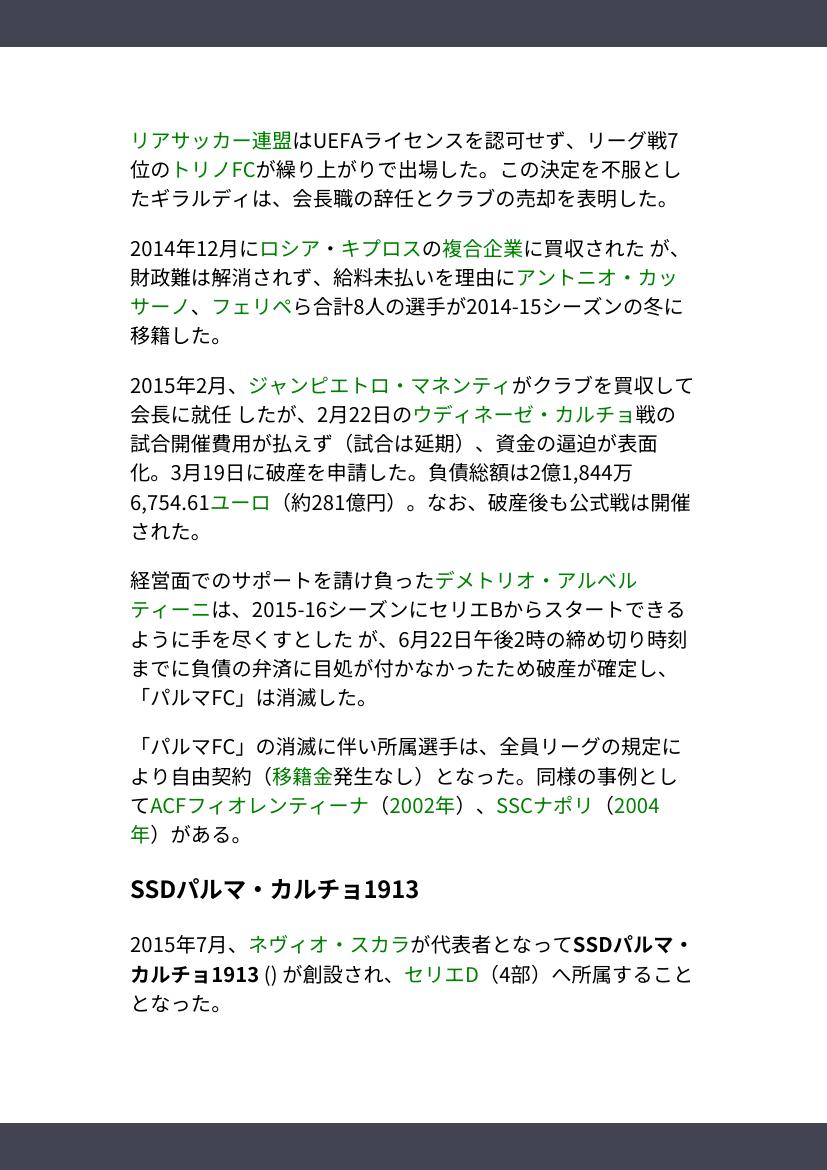 リアサッカー連盟はUEFAライセンスを認可せず、リーグ戦7
位のトリノFCが繰り上がりで出場した。この決定を不服とし
たギラルディは、会長職の辞任とクラブの売却を表明した。
2014年12月にロシア・キプロスの複合企業に買収された が、
財政難は解消されず、給料未払いを理由にアントニオ・カッ
サーノ、フェリペら合計8人の選手が2014-15シーズンの冬に
移籍した。
2015年2月、ジャンピエトロ・マネンティがクラブを買収して
会長に就任 したが、2月22日のウディネーゼ・カルチョ戦の
試合開催費用が払えず（試合は延期）、資金の逼迫が表面
化。3月19日に破産を申請した。負債総額は2億1,844万
6,754.61ユーロ（約281億円）。なお、破産後も公式戦は開催
された。
経営面でのサポートを請け負ったデメトリオ・アルベル
ティーニは、2015-16シーズンにセリエBからスタートできる
ように手を尽くすとした が、6月22日午後2時の締め切り時刻
までに負債の弁済に目処が付かなかったため破産が確定し、
「パルマFC」は消滅した。
「パルマFC」の消滅に伴い所属選手は、全員リーグの規定に
より自由契約（移籍金発生なし）となった。同様の事例とし
てACFフィオレンティーナ（2002年）、SSCナポリ（2004
年）がある。
SSDパルマ・カルチョ1913
2015年7月、ネヴィオ・スカラが代表者となってSSDパルマ・
カルチョ1913 () が創設され、セリエD（4部）へ所属すること
となった。